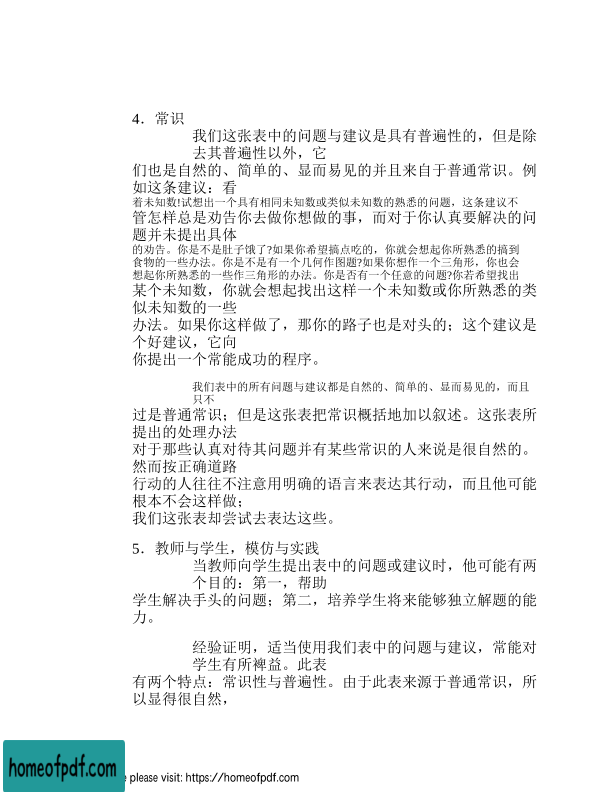 4．常识
我们这张表中的问题与建议是具有普遍性的，但是除
去其普遍性以外，它
们也是自然的、简单的、显而易见的并且来自于普通常识。例
如这条建议：看
着未知数!试想出一个具有相同未知数或类似未知数的熟悉的问题，这条建议不
管怎样总是劝告你去做你想做的事，而对于你认真要解决的问
题并未提出具体
的劝告。你是不是肚子饿了?如果你希望搞点吃的，你就会想起你所熟悉的搞到
食物的一些办法。你是不是有一个几何作图题?如果你想作一个三角形，你也会
想起你所熟悉的一些作三角形的办法。你是否有一个任意的问题?你若希望找出
某个未知数，你就会想起找出这样一个未知数或你所熟悉的类
似未知数的一些
办法。如果你这样做了，那你的路子也是对头的；这个建议是
个好建议，它向
你提出一个常能成功的程序。
我们表中的所有问题与建议都是自然的、简单的、显而易见的，而且
只不
过是普通常识；但是这张表把常识概括地加以叙述。这张表所
提出的处理办法
对于那些认真对待其问题并有某些常识的人来说是很自然的。
然而按正确道路
行动的人往往不注意用明确的语言来表达其行动，而且他可能
根本不会这样做；
我们这张表却尝试去表达这些。
5．教师与学生，模仿与实践
当教师向学生提出表中的问题或建议时，他可能有两
个目的：第一，帮助
学生解决手头的问题；第二，培养学生将来能够独立解题的能
力。
经验证明，适当使用我们表中的问题与建议，常能对
学生有所裨益。此表
有两个特点：常识性与普遍性。由于此表来源于普通常识，所
以显得很自然，
homeofpdf.com
e please visit: https://homeofpdf.com